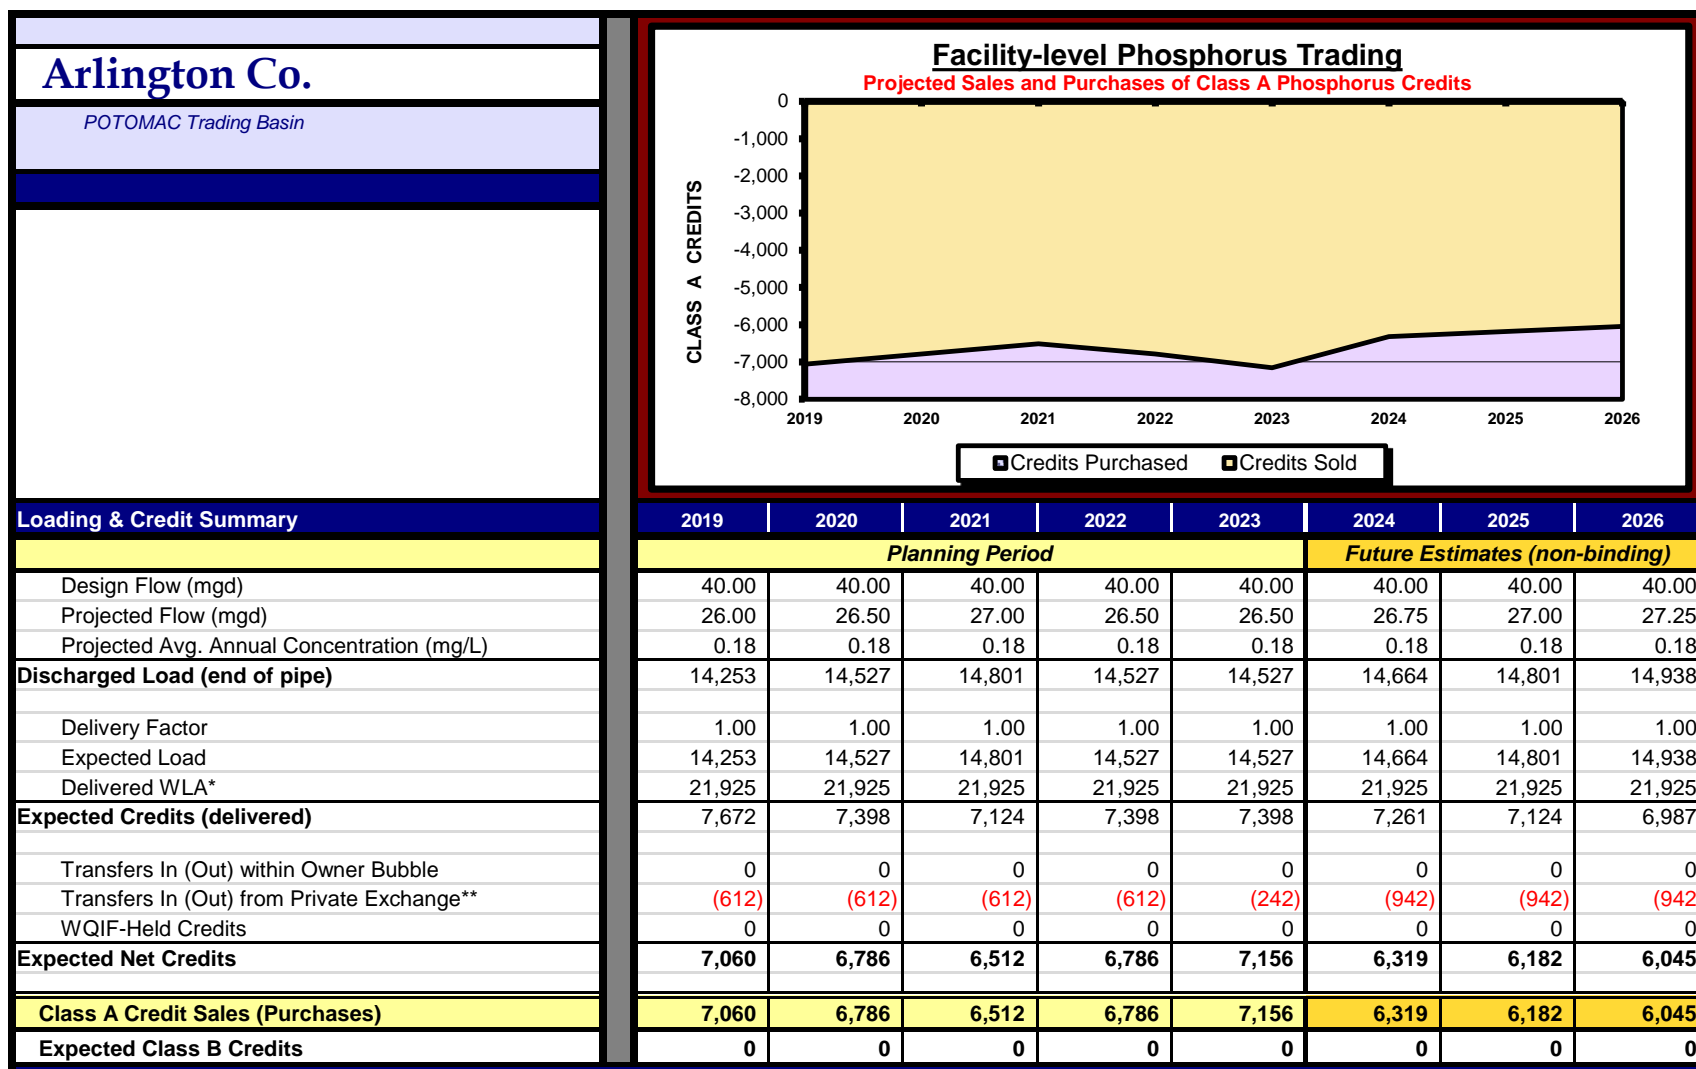 Arlington Co.
POTOMAC Trading Basin
Facility-level Phosphorus Trading
Projected Sales and Purchases of Class A Phosphorus Credits
CLASS A CREDITS
0
-1,000
-2,000
-3,000
-4,000
-5,000
-6,000
-7,000
-8,000
2019 2020 2021 2022 2023 2024 2025 2026
Credits Purchased Credits Sold
Loading & Credit Summary 2019 2020 2021 2022 2023 2024 2025 2026
Planning Period Future Estimates (non-binding)
Design Flow (mgd) 40.00 40.00 40.00 40.00 40.00 40.00 40.00 40.00
Projected Flow (mgd) 26.00 26.50 27.00 26.50 26.50 26.75 27.00 27.25
Projected Avg. Annual Concentration (mg/L) 0.18 0.18 0.18 0.18 0.18 0.18 0.18 0.18
Discharged Load (end of pipe) 14,253 14,527 14,801 14,527 14,527 14,664 14,801 14,938
Delivery Factor 1.00 1.00 1.00 1.00 1.00 1.00 1.00 1.00
Expected Load 14,253 14,527 14,801 14,527 14,527 14,664 14,801 14,938
Delivered WLA* 21,925 21,925 21,925 21,925 21,925 21,925 21,925 21,925
Expected Credits (delivered) 7,672 7,398 7,124 7,398 7,398 7,261 7,124 6,987
Transfers In (Out) within Owner Bubble 0 0 0 0 0 0 0 0
Transfers In (Out) from Private Exchange** (612) (612) (612) (612) (242) (942) (942) (942
WQIF-Held Credits 0 0 0 0 0 0 0 0
Expected Net Credits 7,060 6,786 6,512 6,786 7,156 6,319 6,182 6,045
Class A Credit Sales (Purchases) 7,060 6,786 6,512 6,786 7,156 6,319 6,182 6,045
Expected Class B Credits 0 0 0 0 0 0 0 0